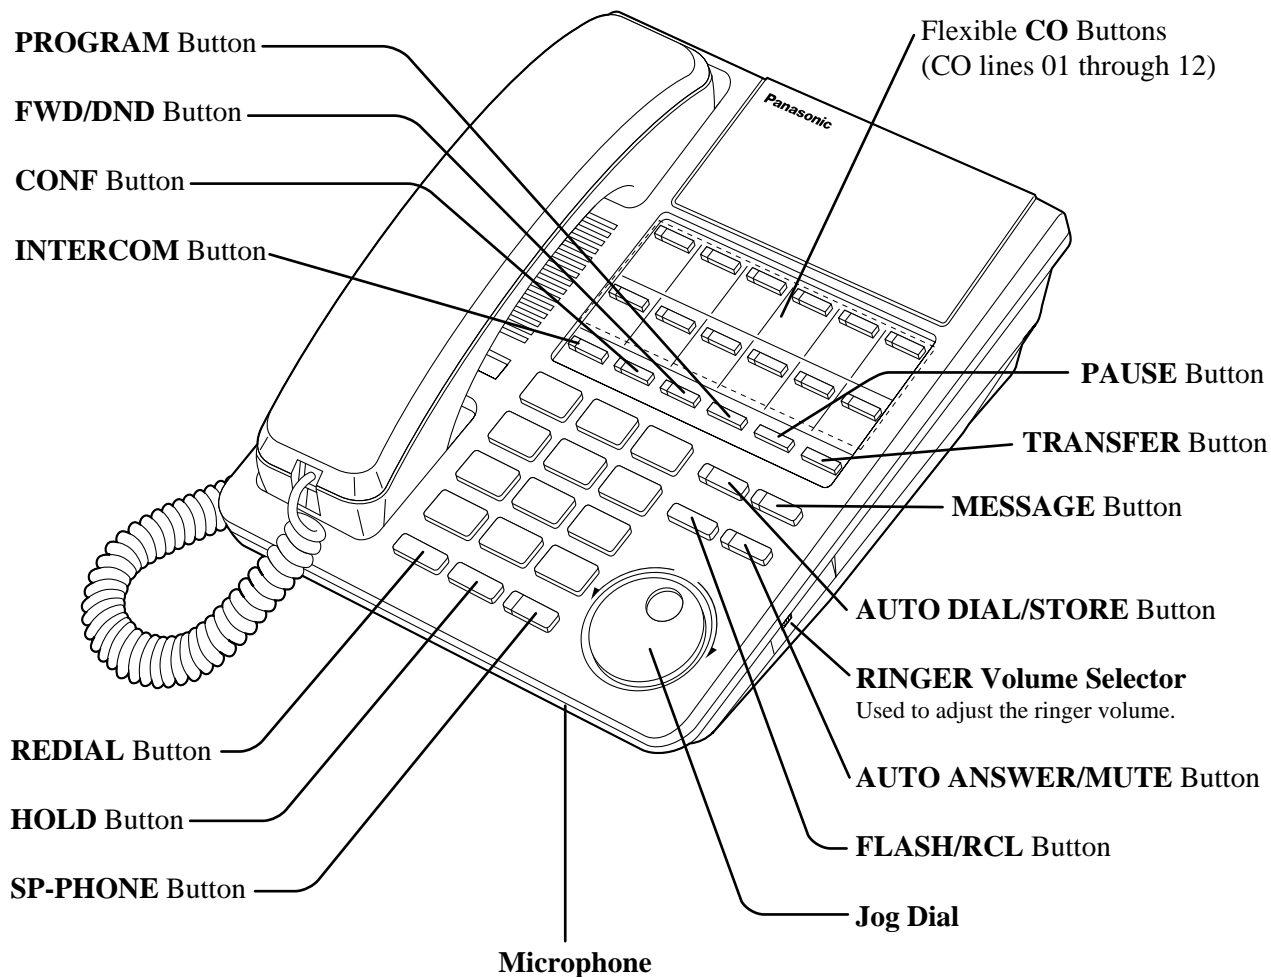 PROGRAM Button
FWD/DND Button
CONF Button
INTERCOM Button
Flexible CO Buttons
(CO lines 01 through 12)
Panasonic
PAUSE Button
TRANSFER Button
MESSAGE Button
AUTO DIAL/STORE Button
RINGER Volume Selector
Used to adjust the ringer volume.
AUTO ANSWER/MUTE Button
FLASH/RCL Button
Jog Dial
REDIAL Button
HOLD Button
SP-PHONE Button
Microphone